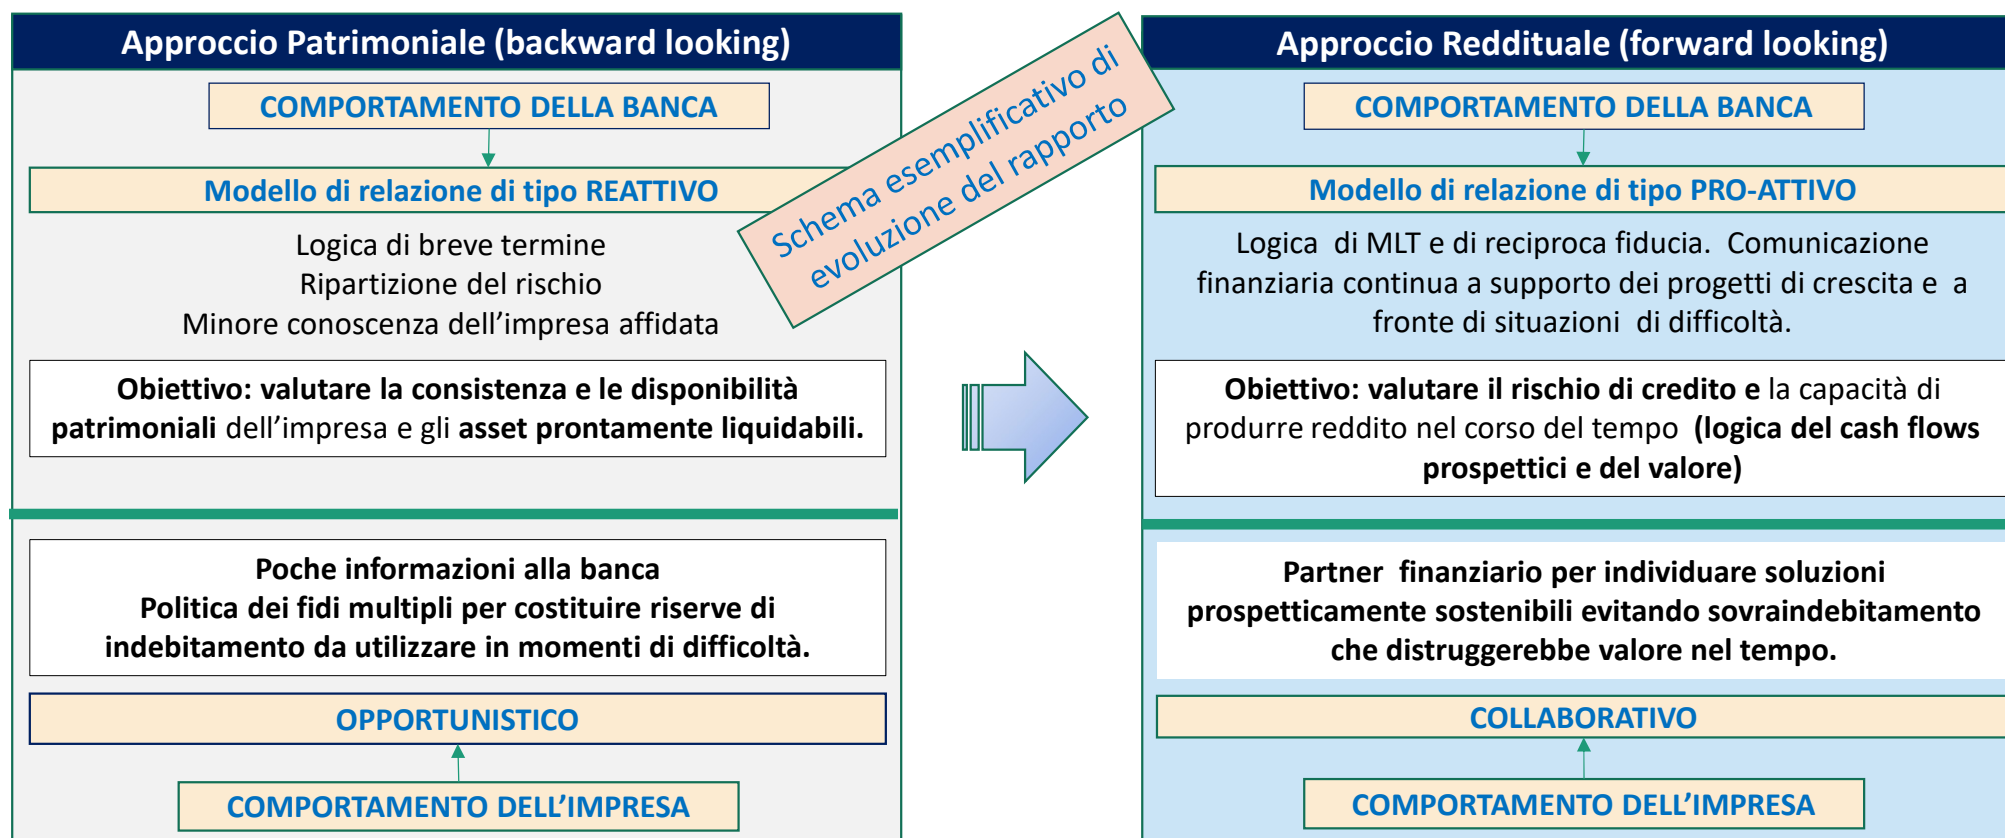 Approccio Patrimoniale (backward looking)
COMPORTAMENTO DELLA BANCA
Modello di relazione di tipo REATTIVO
Logica di breve termine
Ripartizione del rischio
Minore conoscenza dell’impresa affidata
Obiettivo: valutare la consistenza e le disponibilità
patrimoniali dell’impresa e gli asset prontamente liquidabili.
Poche informazioni alla banca
Politica dei fidi multipli per costituire riserve di
indebitamento da utilizzare in momenti di difficoltà.
OPPORTUNISTICO
COMPORTAMENTO DELL’IMPRESA
Schema esemplificativo di
evoluzione del rapporto
Approccio Reddituale (forward looking)
COMPORTAMENTO DELLA BANCA
Modello di relazione di tipo PRO-ATTIVO
Logica di MLT e di reciproca fiducia. Comunicazione
finanziaria continua a supporto dei progetti di crescita e a
fronte di situazioni di difficoltà.
Obiettivo: valutare il rischio di credito e la capacità di
produrre reddito nel corso del tempo (logica del cash flows
prospettici e del valore)
Partner finanziario per individuare soluzioni
prospetticamente sostenibili evitando sovraindebitamento
che distruggerebbe valore nel tempo.
COLLABORATIVO
COMPORTAMENTO DELL’IMPRESA